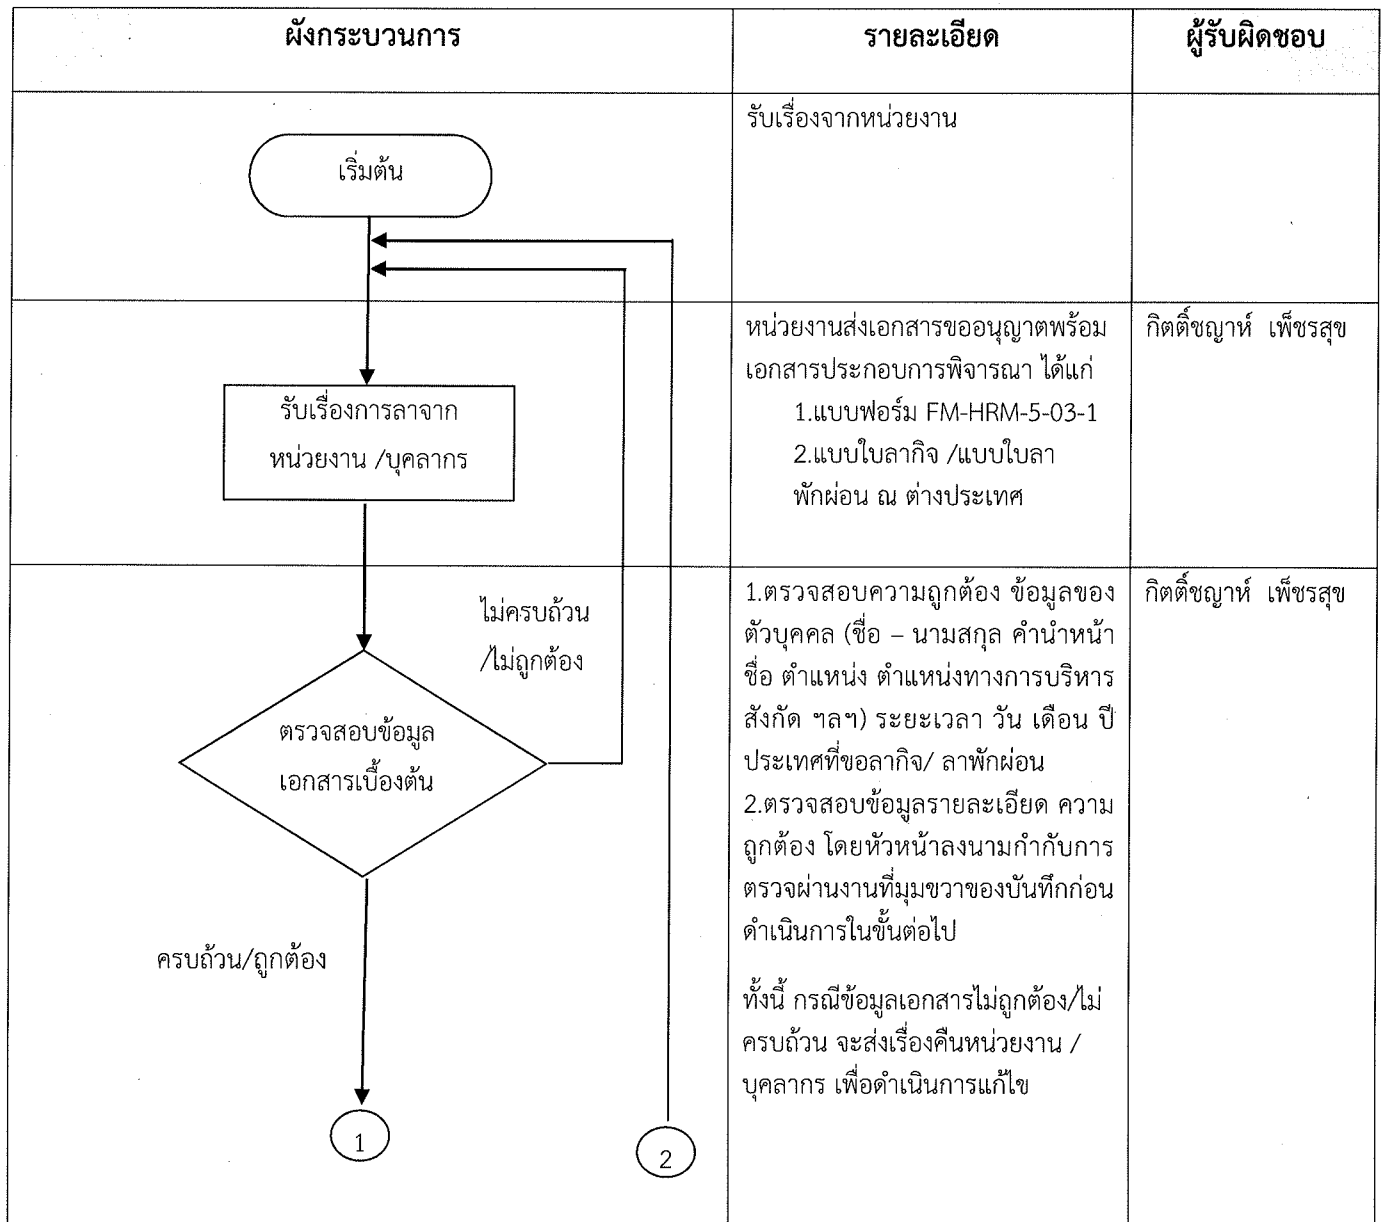 ผังกระบวนการ
รายละเอียด
ผู้รับผิดชอบ
เริ่มต้น
รับเรื่องจากหน่วยงาน
รับเรื่องการลาจาก
หน่วยงาน /บุคลากร
หน่วยงานส่งเอกสารขออนุญาตพร้อม
เอกสารประกอบการพิจารณา ได้แก่
1.แบบฟอร์ม FM-HRM-5-03-1
2.แบบใบลากิจ /แบบใบลา
พักผ่อน ณ ต่างประเทศ
กิตติ์ชญาห์ เพ็ชรสุข
ไม่ครบถ้วน
/ไม่ถูกต้อง
ตรวจสอบข้อมูล
เอกสารเบื้องต้น
ครบถ้วน/ถูกต้อง
1
2
1.ตรวจสอบความถูกต้อง ข้อมูลของ
ตัวบุคคล (ชื่อ – นามสกุล คำนำหน้า
ชื่อ ตำแหน่ง ตำแหน่งทางการบริหาร
สังกัด ฯลฯ) ระยะเวลา วัน เดือน ปี
ประเทศที่ขอลากิจ/ ลาพักผ่อน
2.ตรวจสอบข้อมูลรายละเอียด ความ
ถูกต้อง โดยหัวหน้าลงนามกำกับการ
ตรวจผ่านงานที่มุมขวาของบันทึกก่อน
ดำเนินการในขั้นต่อไป
ทั้งนี้ กรณีข้อมูลเอกสารไม่ถูกต้อง/ไม่
ครบถ้วน จะส่งเรื่องคืนหน่วยงาน /
บุคลากร เพื่อดำเนินการแก้ไข
กิตติ์ชญาห์ เพ็ชรสุข